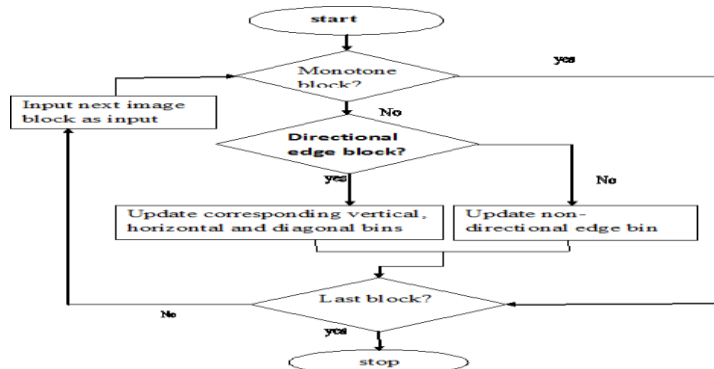 start
Monotone
block?
yes
Input next image
block as input
No
Directional
edge block?
yes
No
Update corresponding vertical,
horizontal and diagonal bins
Update non-
directional edge bin
Last block?
No
yes
stop